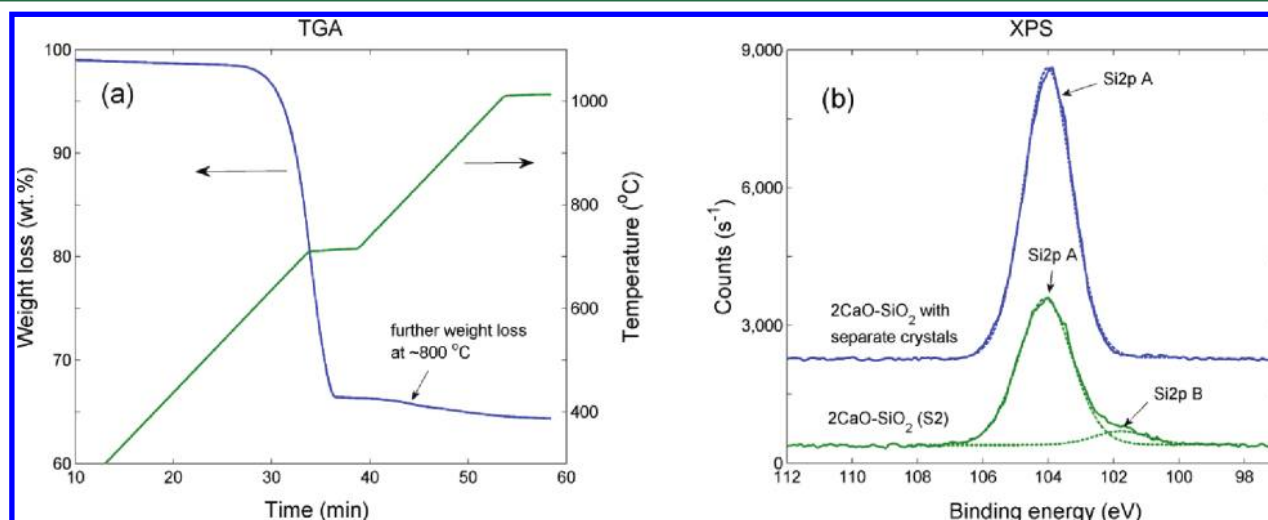 TGA
(a)
Weight loss (wt.%)
100
90
80
70
60
10
20
30
40
50
60
Time (min)
1000
800
600
400
Temperature (°C)
further weight loss
at ~800 °C
XPS
(b)
Counts (s⁻¹)
9,000
6,000
3,000
0
112
110
108
106
104
102
100
98
Binding energy (eV)
Si2p A
Si2p A
2CaO-SiO₂ with
separate crystals
Si2p B
2CaO-SiO₂ (S2)